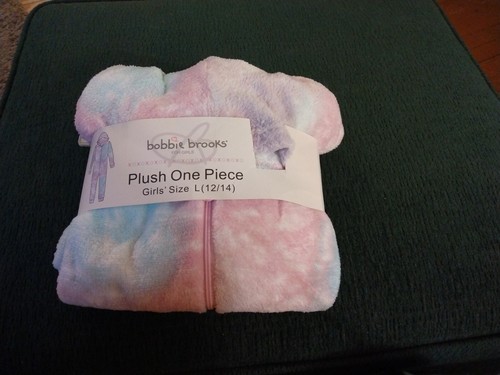 bobbie brooks
Plush One Piece
Girls' Size L(12/14)